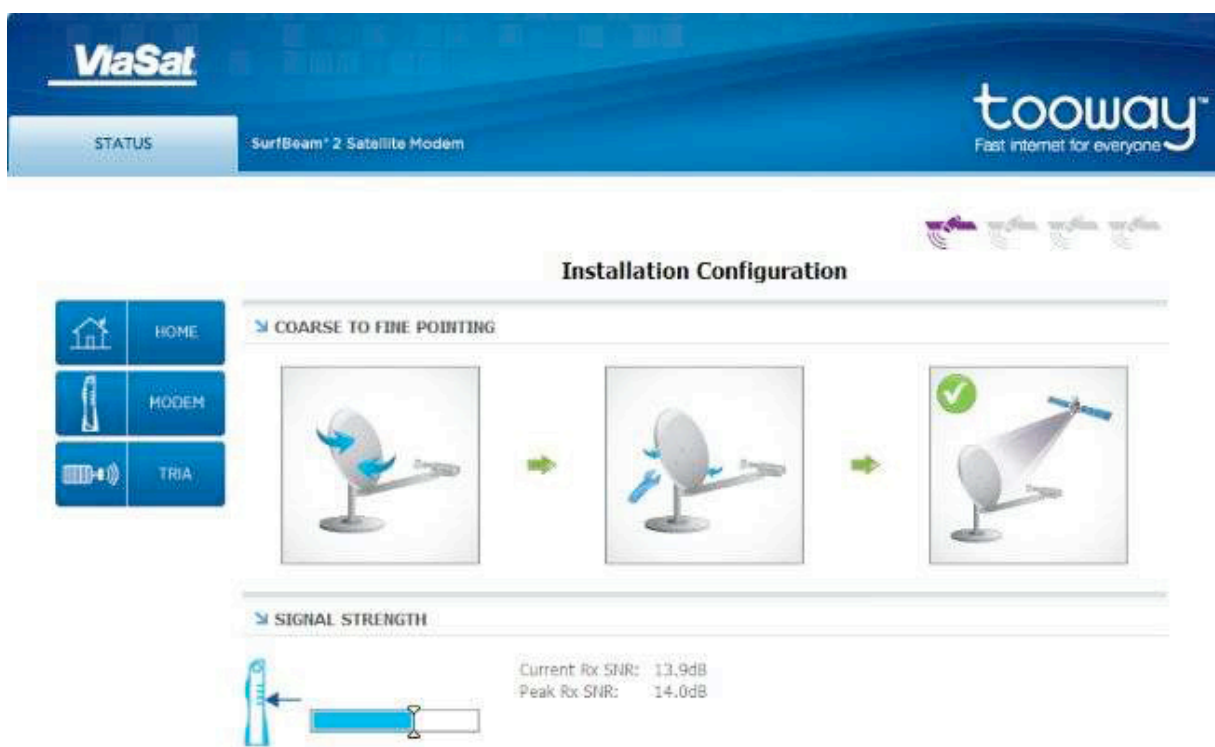 ViaSat
tooway™
Fast internet for everyone
STATUS
SurfBeam® 2 Satellite Modem
Installation Configuration
HOME
MODEM
TRIA
COARSE TO FINE POINTING
SIGNAL STRENGTH
Current Rx SNR: 13.9dB
Peak Rx SNR: 14.0dB